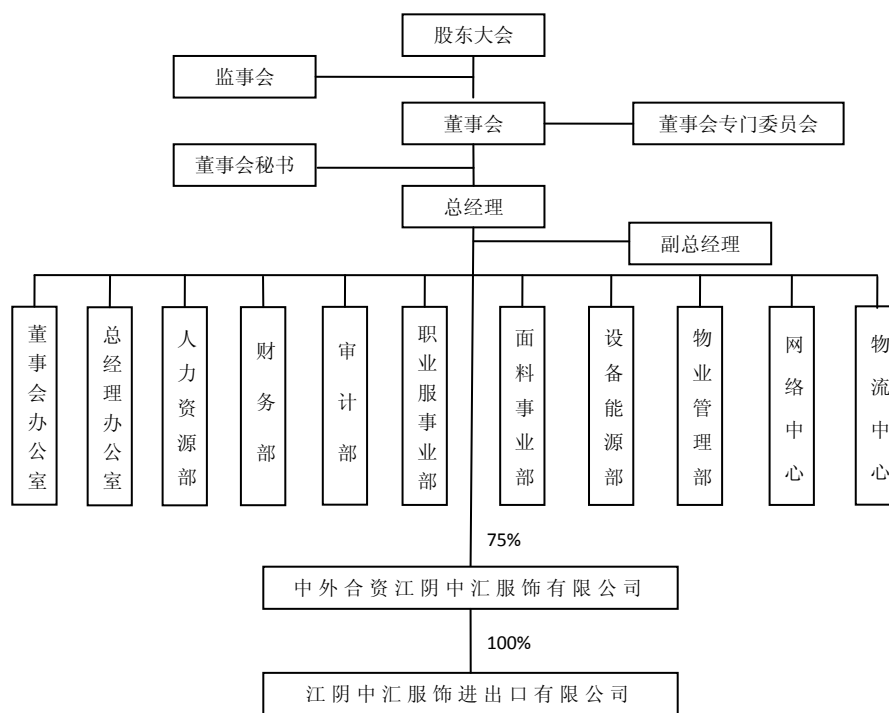 股东大会
监事会
董事会
董事会专门委员会
董事会秘书
总经理
副总经理
董事会办公室
总经理办公室
人力资源部
财务部
审计部
职业服事业部
面料事业部
设备能源部
物业管理部
网络中心
物流中心
75%
中外合资江阴中汇服饰有限公司
100%
江阴中汇服饰进出口有限公司